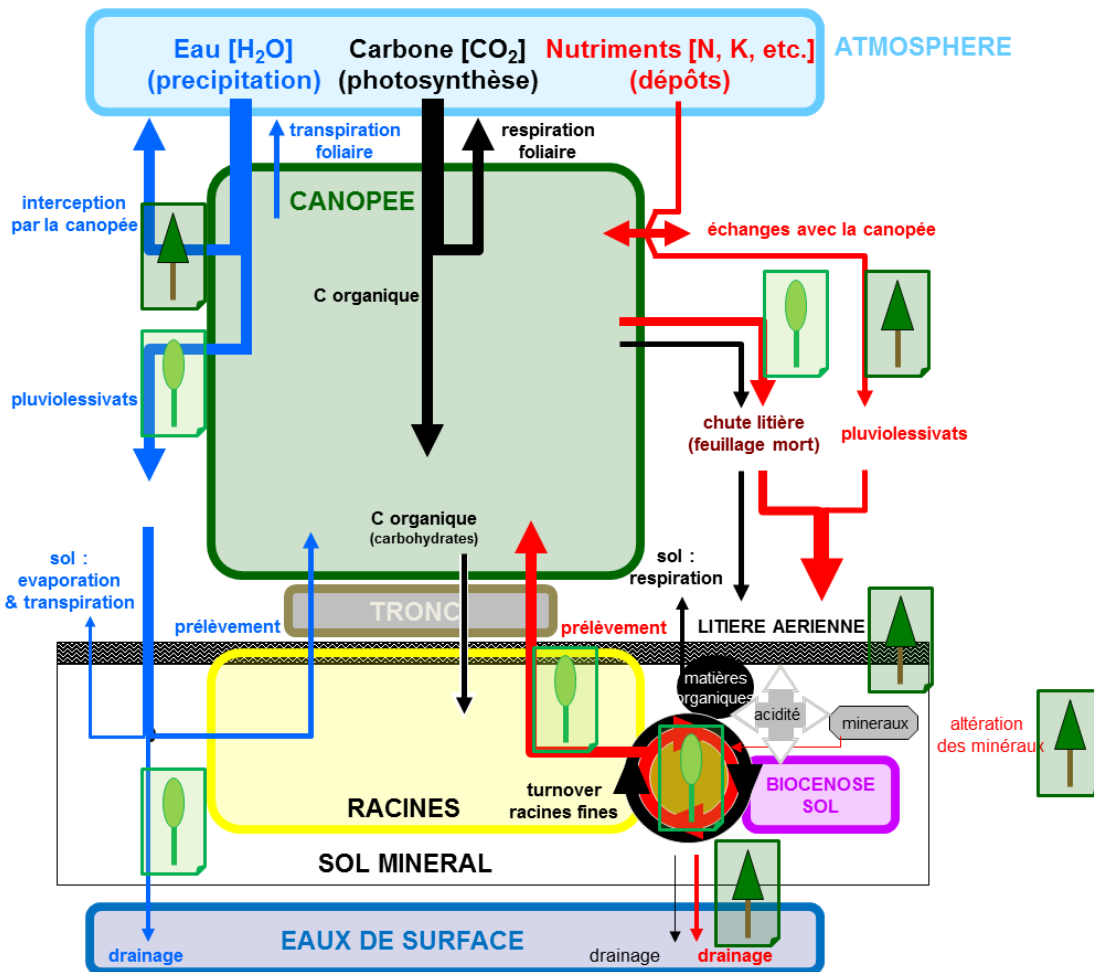 Eau [H₂O]
(precipitation)
Carbone [CO₂]
(photosynthèse)
Nutriments [N, K, etc.]
(dépôts)
ATMOSPHERE
transpiration
foliaire
respiration
foliaire
CANOPEE
interception
par la canopée
échanges avec la canopée
C organique
pluviolessivats
chute litière
(feuillage mort)
pluviolessivats
C organique
(carbohydrates)
sol :
evaporation
& transpiration
sol :
respiration
TRONC
prélèvement
prélèvement
LITIERE AERIENNE
matières
organiques
acidité
mineraux
altération
des minéraux
turnover
racines fines
BIOCENOSE
SOL
RACINES
SOL MINERAL
EAUX DE SURFACE
drainage
drainage
drainage